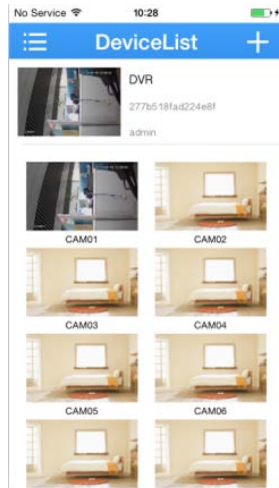 No Service 10:28
DeviceList
DVR
277b518fad224e8f
admin
CAM01 CAM02
CAM03 CAM04
CAM05 CAM06